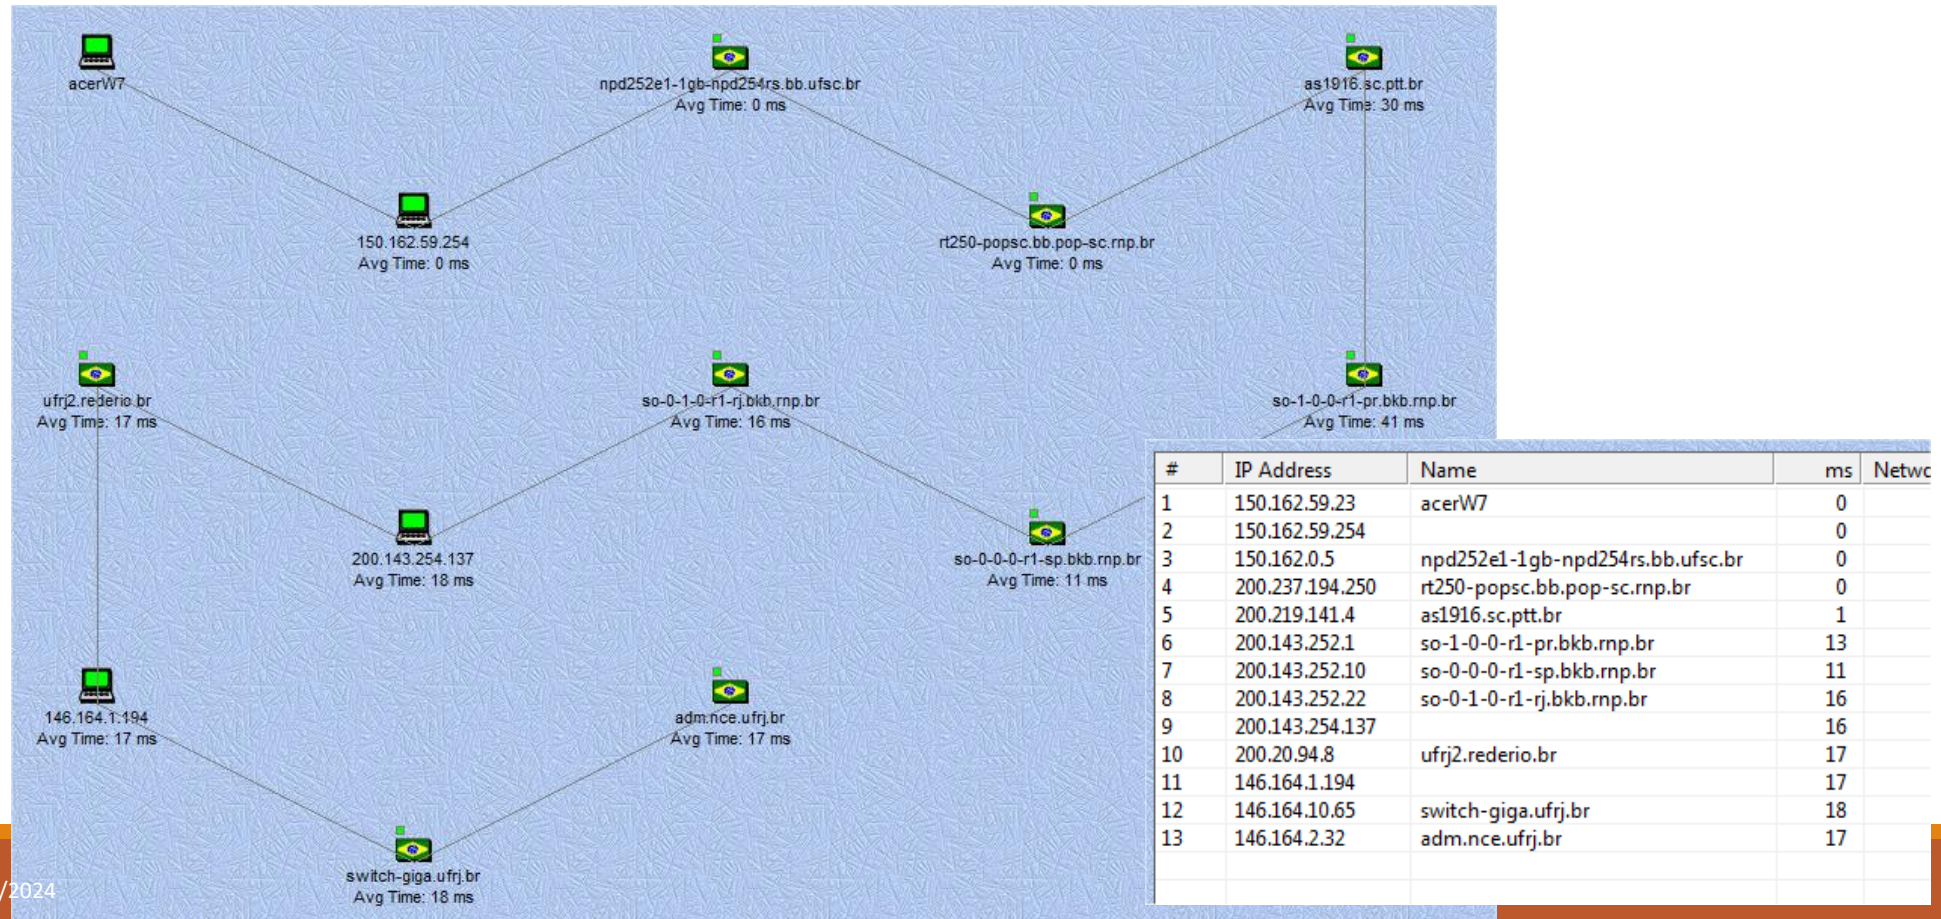 acerW7
npd252e1-1gb-npd254rs.bb.ufsc.br
Avg Time: 0 ms
as1916.sc.ptt.br
Avg Time: 30 ms
150.162.59.254
Avg Time: 0 ms
rt250-popsc.bb.pop-sc.rnp.br
Avg Time: 0 ms
ufrj2.rederio.br
Avg Time: 17 ms
so-0-1-0-r1-rj.bkb.rnp.br
Avg Time: 16 ms
so-1-0-0-r1-pr.bkb.rnp.br
Avg Time: 41 ms
200.143.254.137
Avg Time: 18 ms
so-0-0-0-r1-sp.bkb.rnp.br
Avg Time: 11 ms
146.164.1.194
Avg Time: 17 ms
adm.nce.ufrj.br
Avg Time: 17 ms
switch-giga.ufrj.br
Avg Time: 18 ms
# IP Address Name ms Netwo
1 150.162.59.23 acerW7 0
2 150.162.59.254 0
3 150.162.0.5 npd252e1-1gb-npd254rs.bb.ufsc.br 0
4 200.237.194.250 rt250-popsc.bb.pop-sc.rnp.br 0
5 200.219.141.4 as1916.sc.ptt.br 1
6 200.143.252.1 so-1-0-0-r1-pr.bkb.rnp.br 13
7 200.143.252.10 so-0-0-0-r1-sp.bkb.rnp.br 11
8 200.143.252.22 so-0-1-0-r1-rj.bkb.rnp.br 16
9 200.143.254.137 16
10 200.20.94.8 ufrj2.rederio.br 17
11 146.164.1.194 17
12 146.164.10.65 switch-giga.ufrj.br 18
13 146.164.2.32 adm.nce.ufrj.br 17
/2024